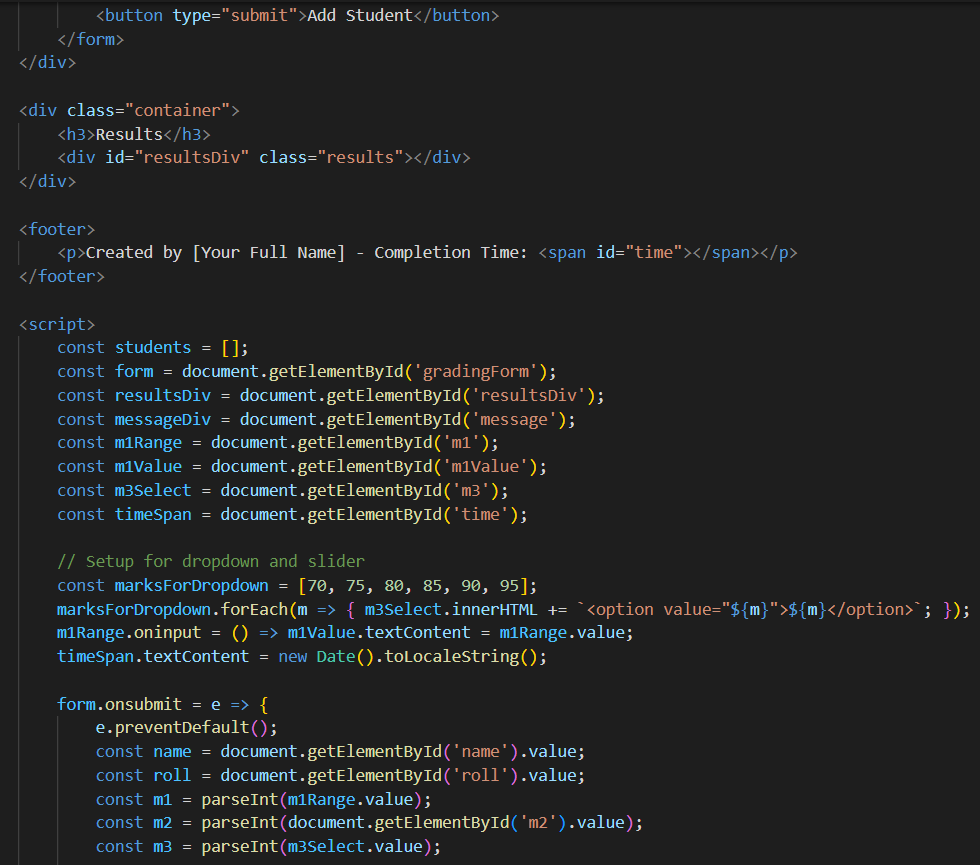 <button type="submit">Add Student</button>
</form>
</div>
<div class="container">
<h3>Results</h3>
<div id="resultsDiv" class="results"></div>
</div>
<footer>
<p>Created by [Your Full Name] - Completion Time: <span id="time"></span></p>
</footer>
<script>
const students = [];
const form = document.getElementById('gradingForm');
const resultsDiv = document.getElementById('resultsDiv');
const messageDiv = document.getElementById('message');
const m1Range = document.getElementById('m1');
const m1Value = document.getElementById('m1Value');
const m3Select = document.getElementById('m3');
const timeSpan = document.getElementById('time');
// Setup for dropdown and slider
const marksForDropdown = [70, 75, 80, 85, 90, 95];
marksForDropdown.forEach(m => { m3Select.innerHTML += `<option value="${m}">${m}</option>`; });
m1Range.oninput = () => m1Value.textContent = m1Range.value;
timeSpan.textContent = new Date().toLocaleString();
form.onsubmit = e => {
e.preventDefault();
const name = document.getElementById('name').value;
const roll = document.getElementById('roll').value;
const m1 = parseInt(m1Range.value);
const m2 = parseInt(document.getElementById('m2').value);
const m3 = parseInt(m3Select.value);